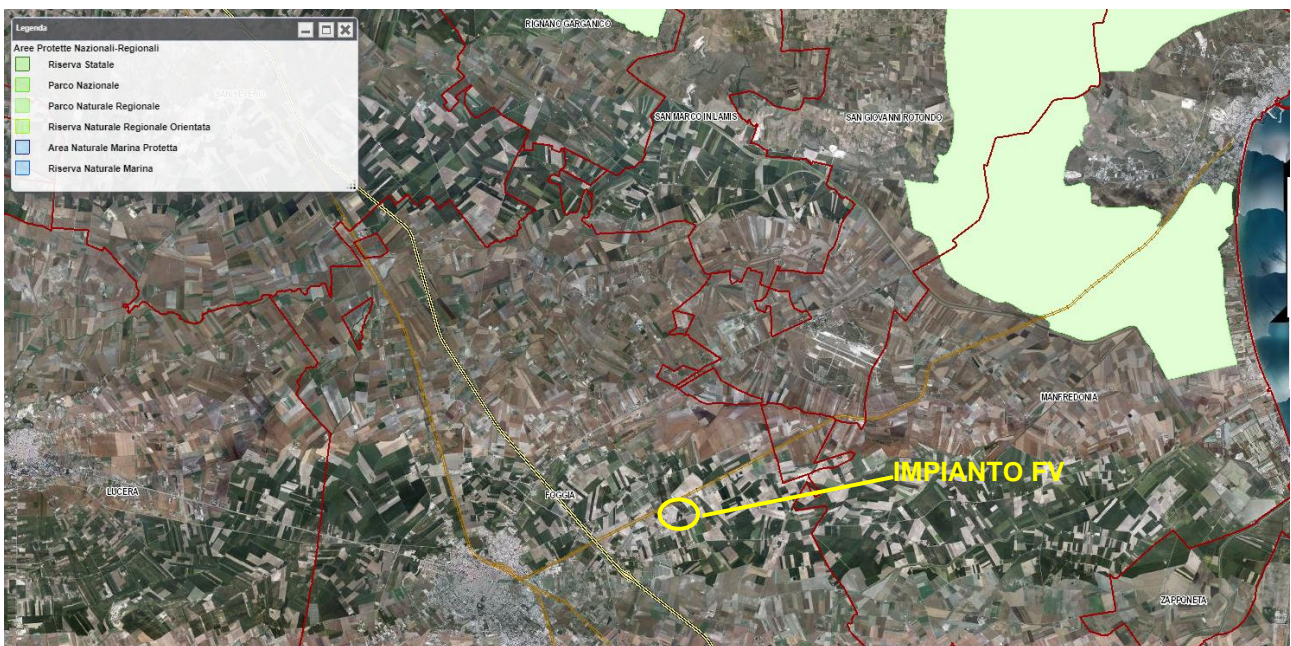 Legenda
Aree Protette Nazionali-Regionali
Riserva Statale
Parco Nazionale
Parco Naturale Regionale
Riserva Naturale Regionale Orientata
Area Naturale Marina Protetta
Riserva Naturale Marina
RIGNANO GARGANICO
SAN SEVERO
SAN MARCO IN LAMIS
SAN GIOVANNI ROTONDO
MANFREDONIA
IMPIANTO FV
LUCERA
FOGGIA
ZAPPONETA